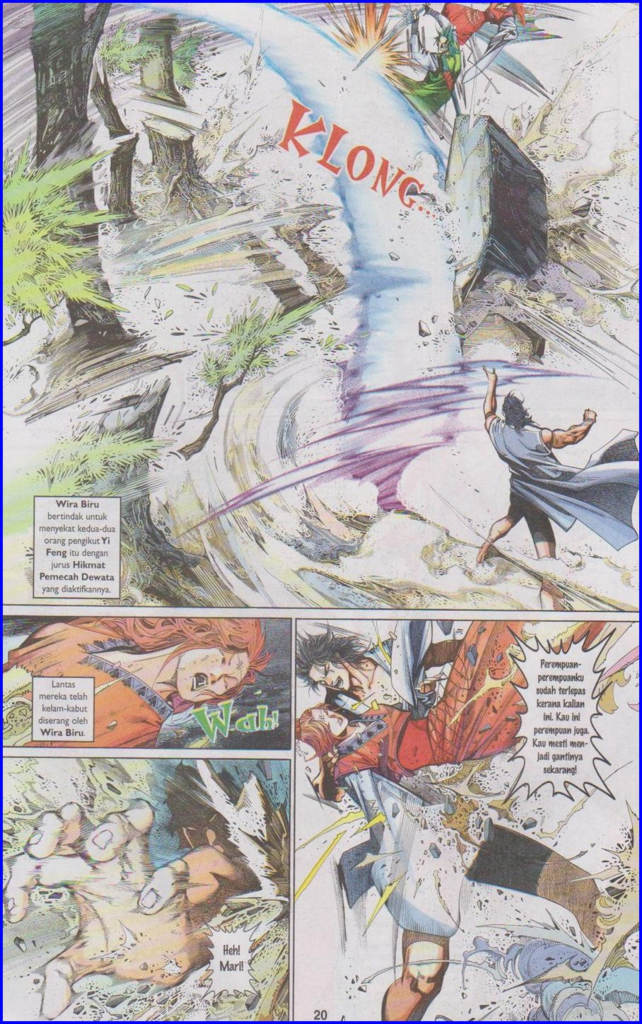 KLONG...
Wira Biru
bertindak untuk
menyekat kedua-dua
orang pengikut Yi
Feng itu dengan
jurus Hikmat
Pemecah Dewata
yang diaktifkannya.
Lantas
mereka telah
kelam-kabut
diserang oleh
Wira Biru.
Wah!
Perempuan-
perempuanku
sudah terlepas
kerana kalian
ini. Kau ini
perempuan juga.
Kau mesti men-
jadi gantinya
sekarang!
Heh!
Mari!
20